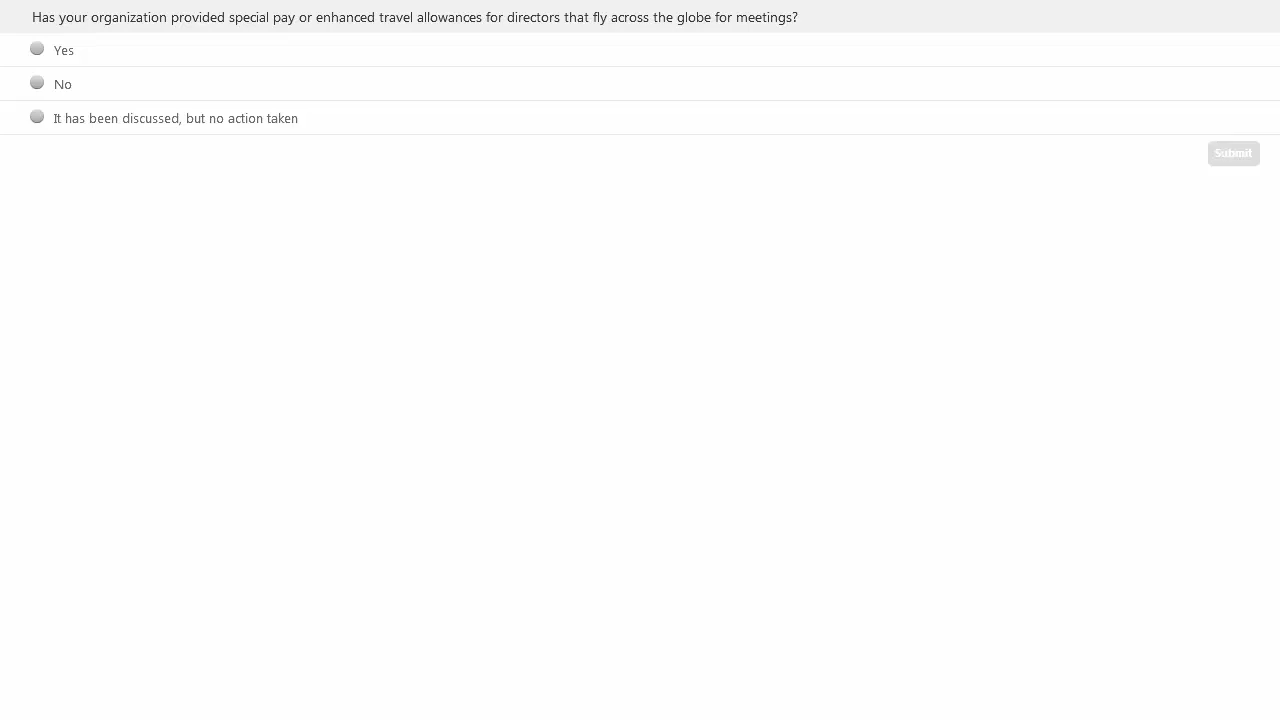 Has your organization provided special pay or enhanced travel allowances for directors that fly across the globe for meetings?
Yes
No
It has been discussed, but no action taken
Submit